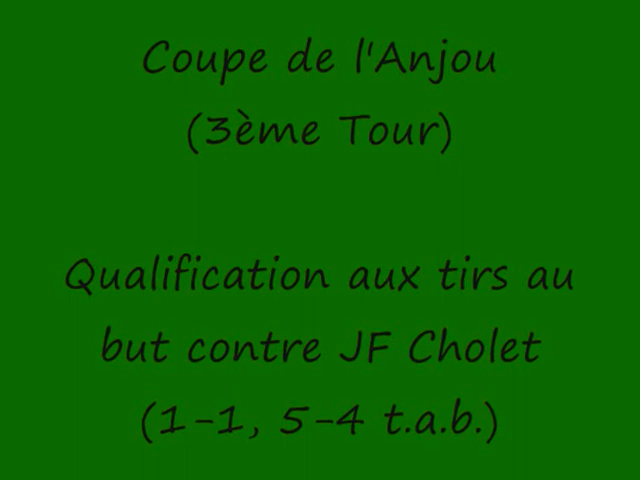 Coupe de l'Anjou
(3ème Tour)
Qualification aux tirs au
but contre JF Cholet
(1-1, 5-4 t.a.b.)